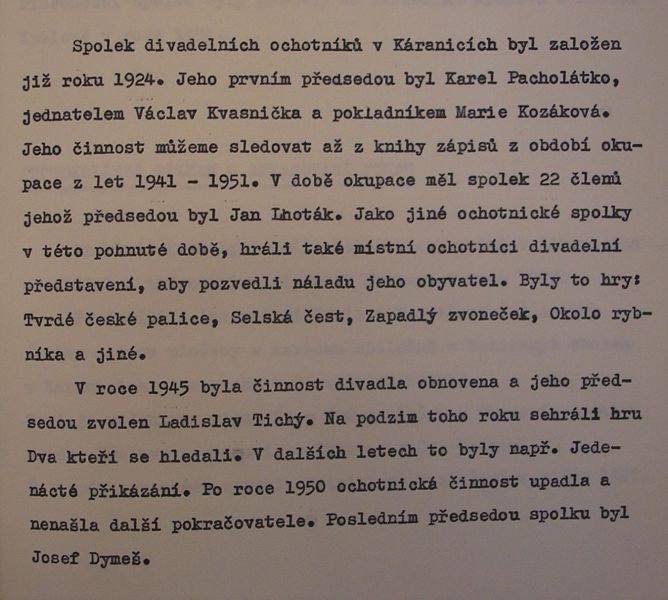 Spolek divadelních ochotníků v Káranicích byl založen
již roku 1924. Jeho prvním předsedou byl Karel Pacholátko,
jednatelem Václav Kvasnička a pokladníkem Marie Kozáková.
Jeho činnost můžeme sledovat až z knihy zápisů z období oku-
pace z let 1941 - 1951. V době okupace měl spolek 22 členů
jehož předsedou byl Jan Lhoták. Jako jiné ochotnické spolky
v této pohnuté době, hráli také místní ochotníci divadelní
představení, aby pozvedli náladu jeho obyvatel. Byly to hry:
Tvrdé české palice, Selská čest, Zapadlý zvoneček, Okolo ryb-
níka a jiné.
V roce 1945 byla činnost divadla obnovena a jeho před-
sedou zvolen Ladislav Tichý. Na podzim toho roku sehráli hru
Dva kteří se hledali. V dalších letech to byly např. Jede-
nácté přikázání. Po roce 1950 ochotnická činnost upadla a
nenašla další pokračovatele. Posledním předsedou spolku byl
Josef Dymeš.